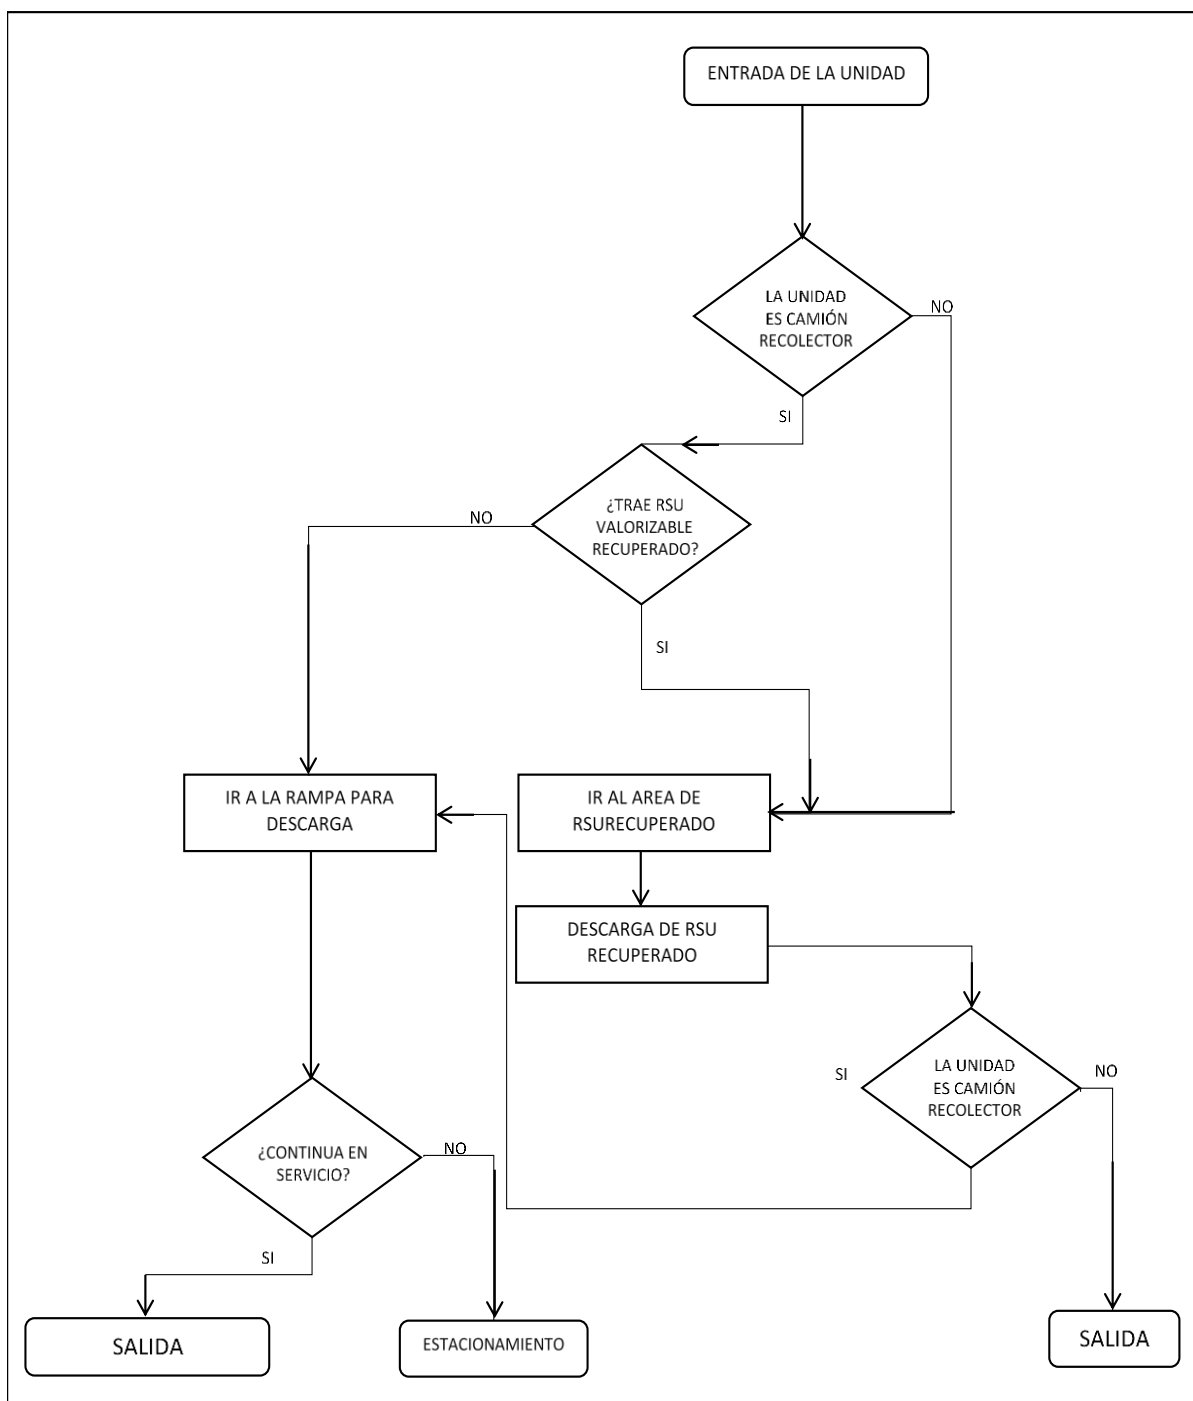 ENTRADA DE LA UNIDAD
LA UNIDAD
ES CAMIÓN
RECOLECTOR
NO
SI
¿TRAE RSU
VALORIZABLE
RECUPERADO?
NO
SI
IR A LA RAMPA PARA
DESCARGA
IR AL AREA DE
RSURECUPERADO
DESCARGA DE RSU
RECUPERADO
LA UNIDAD
ES CAMIÓN
RECOLECTOR
SI
NO
¿CONTINUA EN
SERVICIO?
NO
SI
SALIDA
ESTACIONAMIENTO
SALIDA